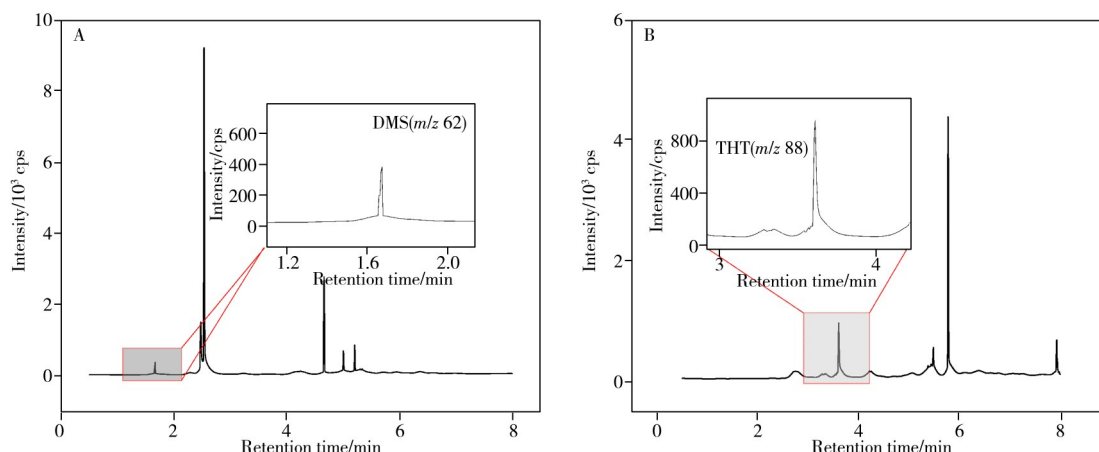 A
10
8
6
4
2
0
Intensity/10³ cps
0
2
4
6
8
Retention time/min
DMS(m/z 62)
600
400
200
0
Intensity/cps
1.2
1.6
2.0
Retention time/min
B
6
4
2
0
Intensity/10³ cps
0
2
4
6
8
Retention time/min
THT(m/z 88)
800
400
0
Intensity/cps
3
4
Retention time/min